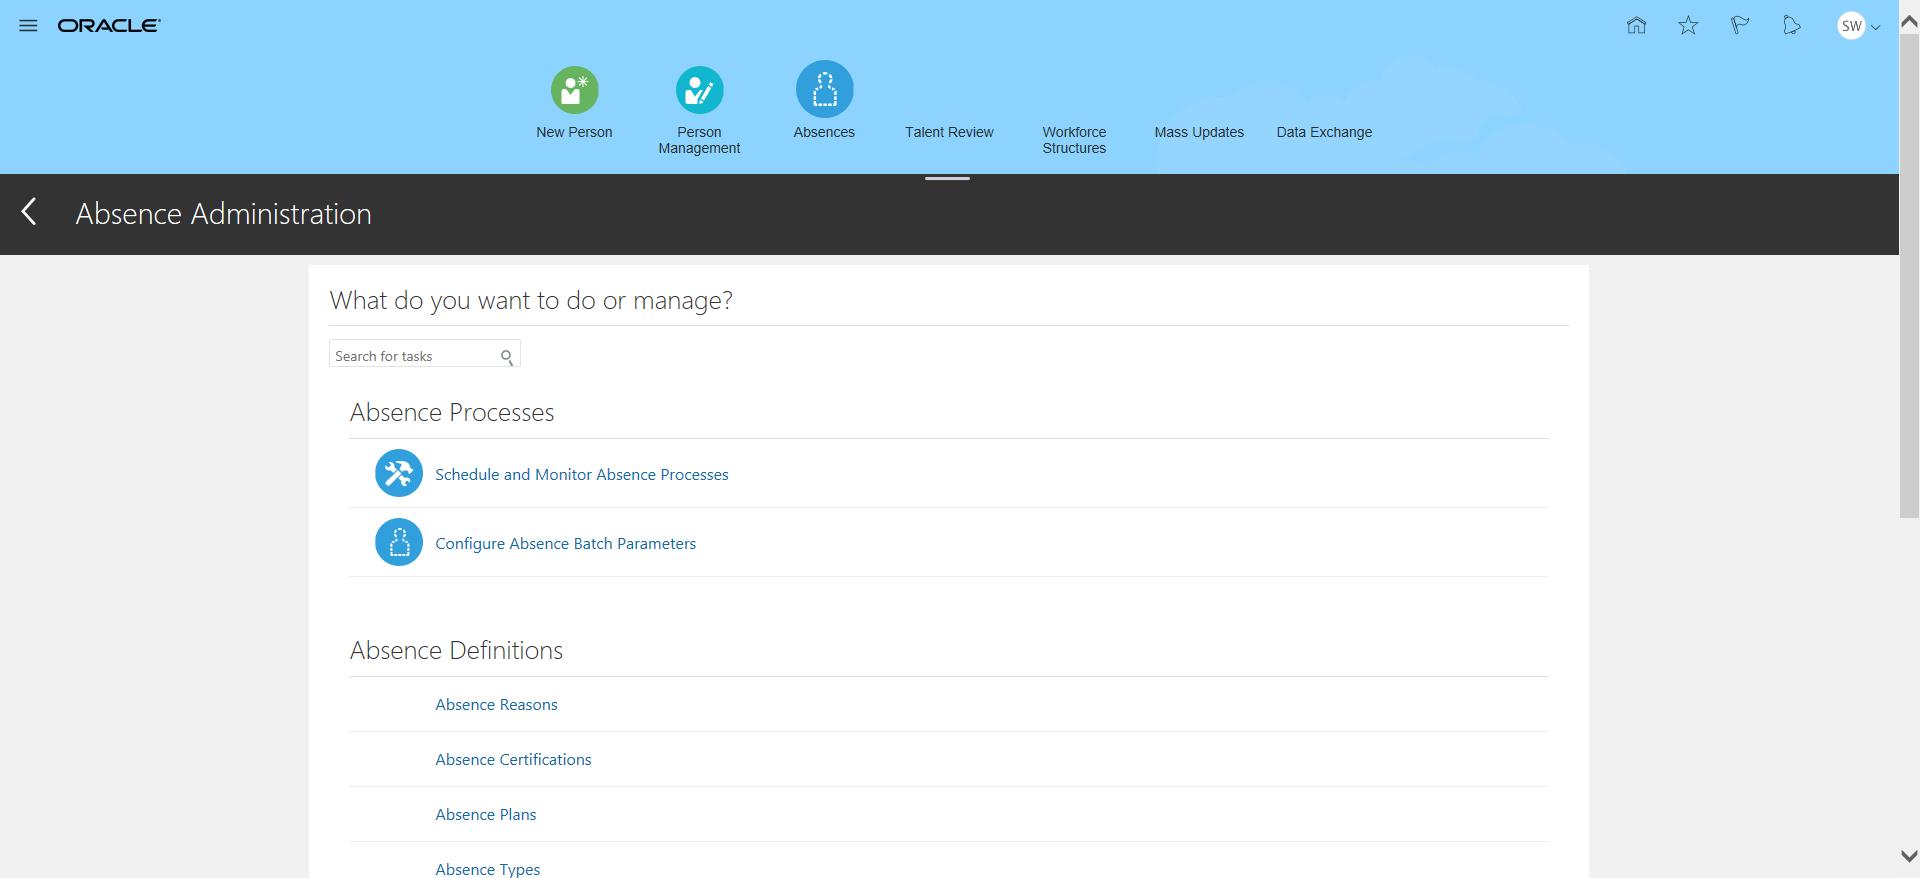 ORACLE
SW
New Person
Person
Management
Absences
Talent Review
Workforce
Structures
Mass Updates
Data Exchange
Absence Administration
What do you want to do or manage?
Search for tasks
Absence Processes
Schedule and Monitor Absence Processes
Configure Absence Batch Parameters
Absence Definitions
Absence Reasons
Absence Certifications
Absence Plans
Absence Types